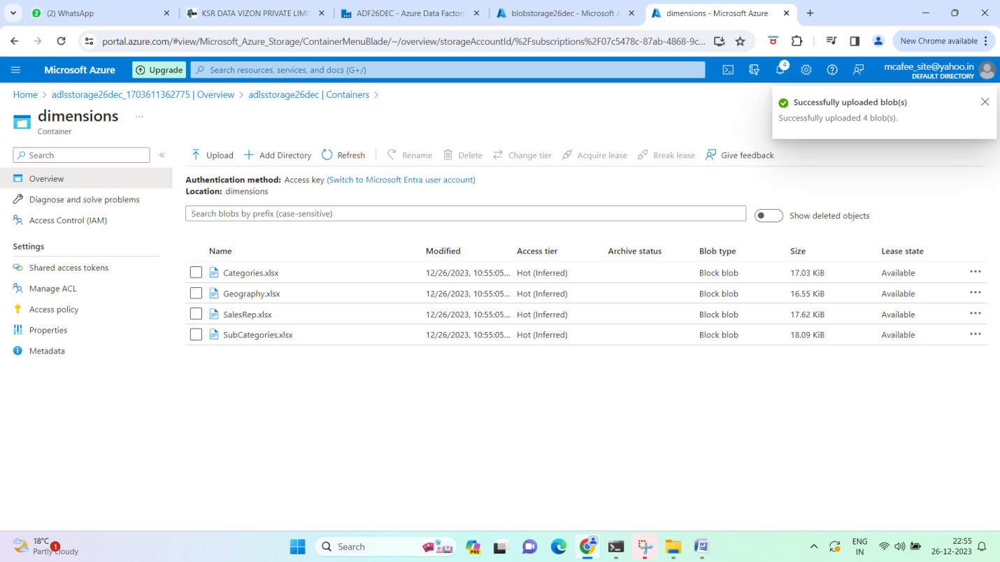 2 (2) WhatsApp
KSR DATA VIZON PRIVATE LIMI
ADF26DEC - Azure Data Factory
blobstorage26dec - Microsoft A
dimensions - Microsoft Azure
portal.azure.com/#view/Microsoft_Azure_Storage/ContainerMenuBlade/~/overview/storageAccountId/%2Fsubscriptions%2F07c5478c-87ab-4868-9c...
New Chrome available
Microsoft Azure
Upgrade
Search resources, services, and docs (G+/)
4
mcafee_site@yahoo.in
DEFAULT DIRECTORY
Home > adlsstorage26dec_1703611362775 | Overview > adlsstorage26dec | Containers >
dimensions ...
Container
Successfully uploaded blob(s)
Successfully uploaded 4 blob(s).
Search
Upload Add Directory Refresh Rename Delete Change tier Acquire lease Break lease Give feedback
Overview
Diagnose and solve problems
Access Control (IAM)
Settings
Shared access tokens
Manage ACL
Access policy
Properties
Metadata
Authentication method: Access key (Switch to Microsoft Entra user account)
Location: dimensions
Search blobs by prefix (case-sensitive)
Show deleted objects
Name Modified Access tier Archive status Blob type Size Lease state
Categories.xlsx 12/26/2023, 10:55:05... Hot (Inferred) Block blob 17.03 KiB Available ...
Geography.xlsx 12/26/2023, 10:55:05... Hot (Inferred) Block blob 16.55 KiB Available ...
SalesRep.xlsx 12/26/2023, 10:55:05... Hot (Inferred) Block blob 17.62 KiB Available ...
SubCategories.xlsx 12/26/2023, 10:55:05... Hot (Inferred) Block blob 18.09 KiB Available ...
18°C
1
Partly cloudy
Search
PRE
ENG
IN
22:55
26-12-2023